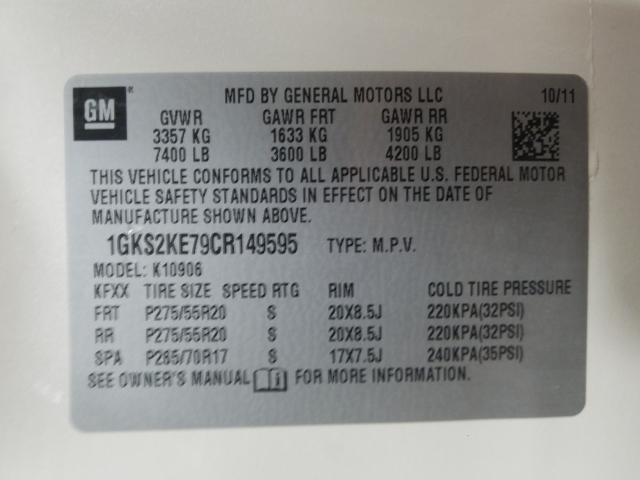 GM MFD BY GENERAL MOTORS LLC 10/11
GVWR GAWR FRT GAWR RR
3357 KG 1633 KG 1905 KG
7400 LB 3600 LB 4200 LB
THIS VEHICLE CONFORMS TO ALL APPLICABLE U.S. FEDERAL MOTOR
VEHICLE SAFETY STANDARDS IN EFFECT ON THE DATE OF
MANUFACTURE SHOWN ABOVE.
1GKS2KE79CR149595 TYPE: M.P.V.
MODEL: K10906
KFXX TIRE SIZE SPEED RTG RIM COLD TIRE PRESSURE
FRT P275/55R20 S 20X8.5J 220KPA(32PSI)
RR P275/55R20 S 20X8.5J 220KPA(32PSI)
SPA P265/70R17 S 17X7.5J 240KPA(35PSI)
SEE OWNER'S MANUAL FOR MORE INFORMATION.